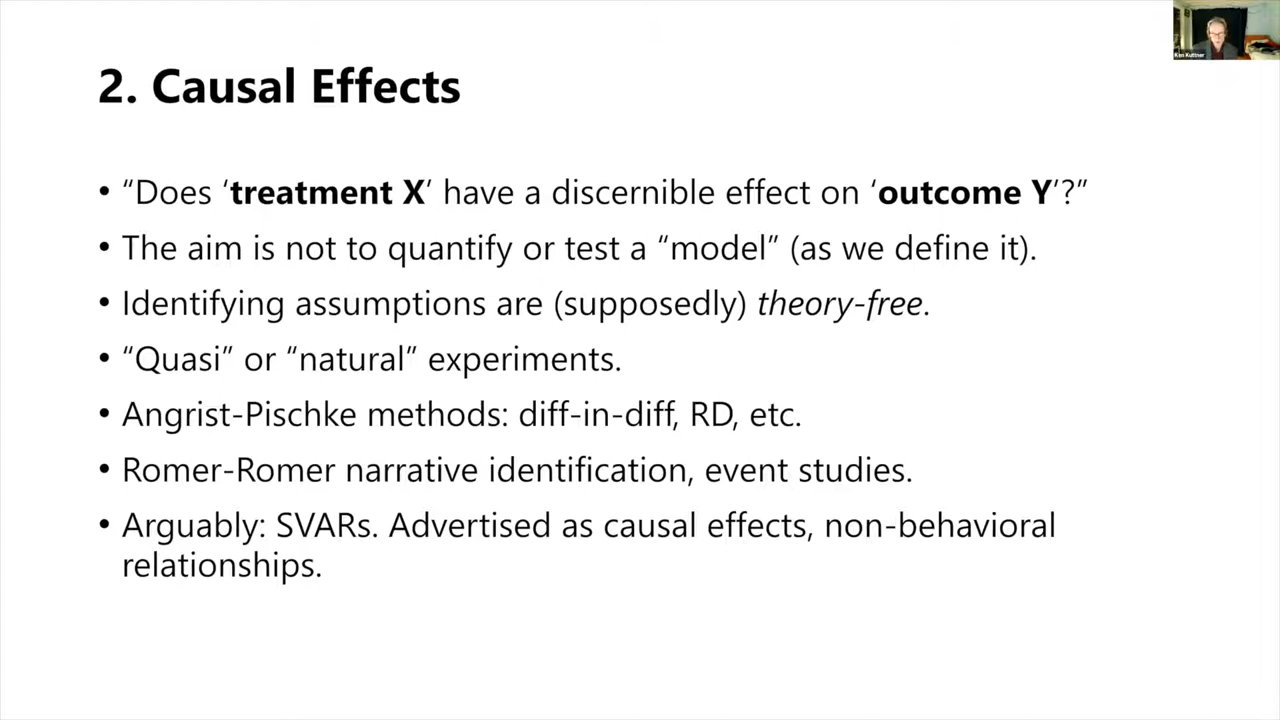 2. Causal Effects
• “Does ‘treatment X’ have a discernible effect on ‘outcome Y’?”
• The aim is not to quantify or test a “model” (as we define it).
• Identifying assumptions are (supposedly) theory-free.
• “Quasi” or “natural” experiments.
• Angrist-Pischke methods: diff-in-diff, RD, etc.
• Romer-Romer narrative identification, event studies.
• Arguably: SVARs. Advertised as causal effects, non-behavioral
relationships.
Ken Kuttner